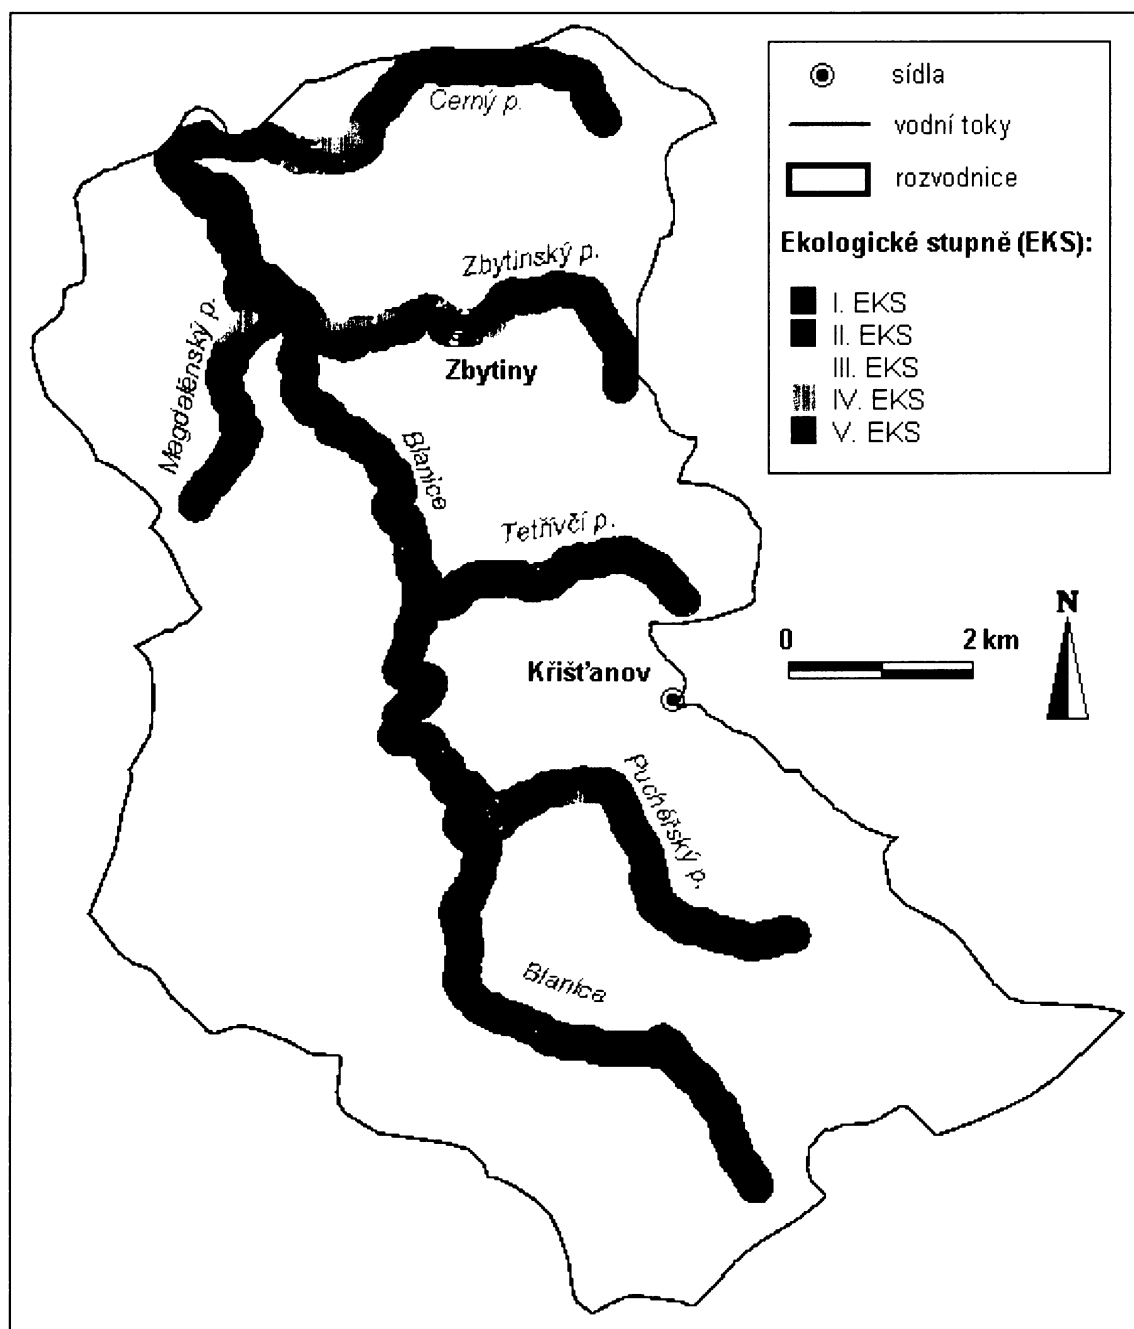 Černý p.
sídla
vodní toky
rozvodnice
Ekologické stupně (EKS):
I. EKS
II. EKS
III. EKS
IV. EKS
V. EKS
Zbytinský p.
Zbytiny
Magdalénský p.
Blanice
Tetřívčí p.
0 2 km
N
Křišťanov
Puchéřský p.
Blanice